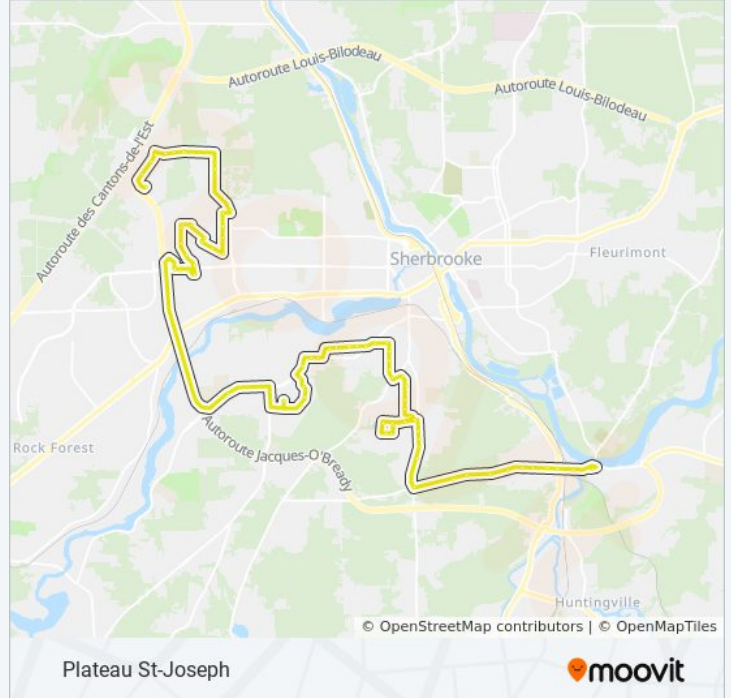 Autoroute Louis-Bilodeau
Autoroute Louis-Bilodeau
Autoroute des Cantons-de-l'Est
Sherbrooke
Fleurimont
Rock Forest
Autoroute Jacques-O'Bready
Huntingville
© OpenStreetMap contributors | © OpenMapTiles
Plateau St-Joseph
moovit